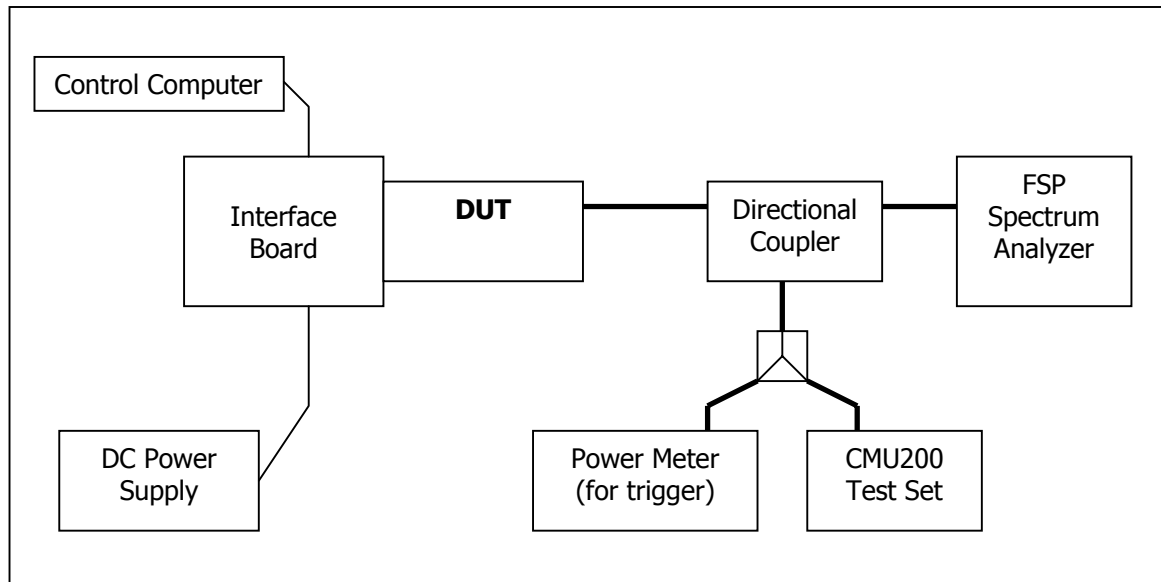 Control Computer
Interface
Board
DUT
Directional
Coupler
FSP
Spectrum
Analyzer
DC Power
Supply
Power Meter
(for trigger)
CMU200
Test Set